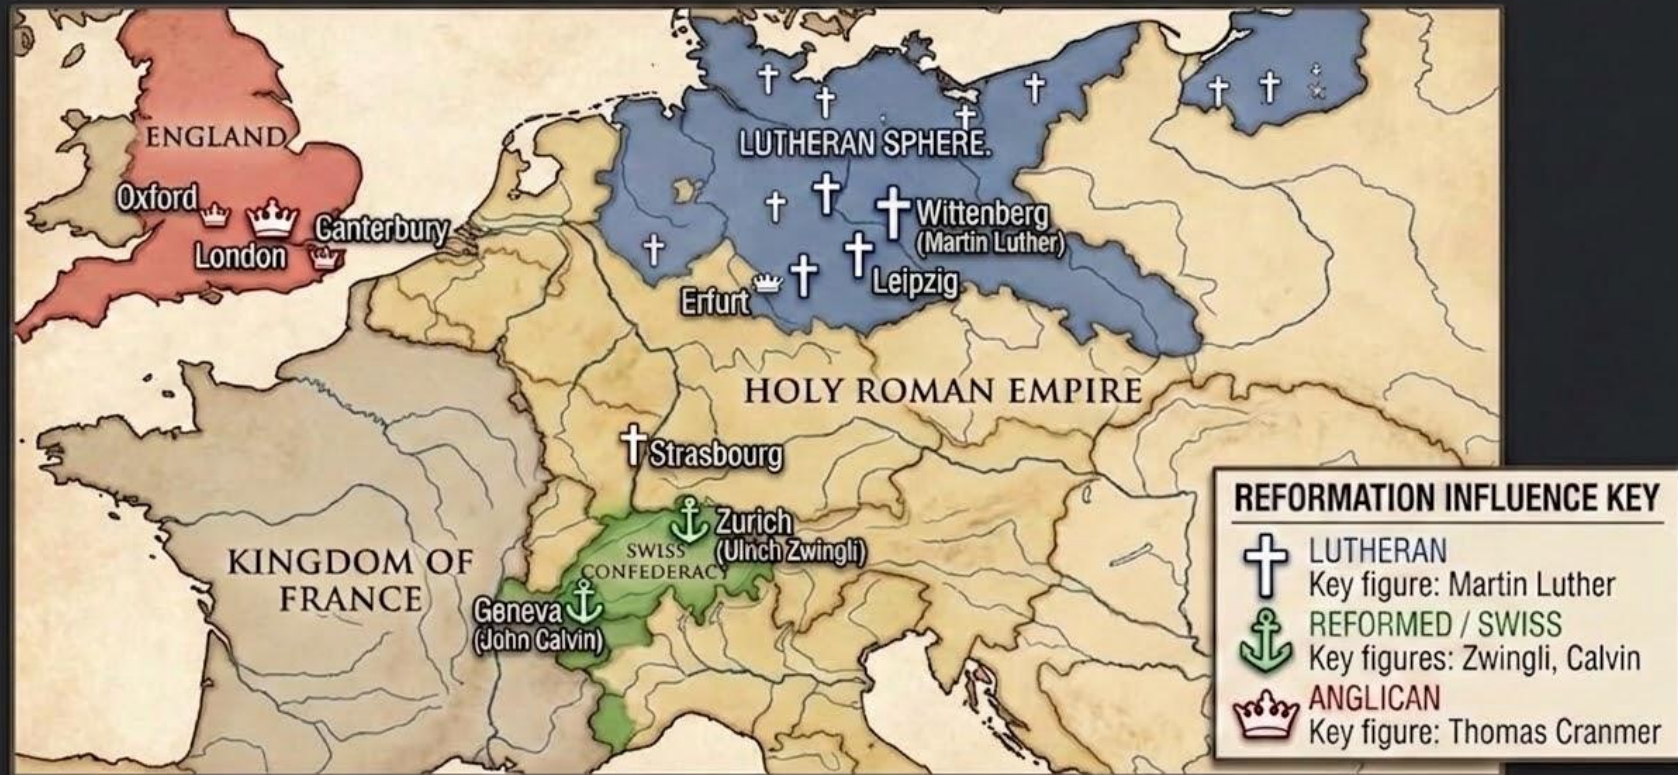 ENGLAND
Oxford
London
Canterbury
LUTHERAN SPHERE.
Wittenberg
(Martin Luther)
Leipzig
Erfurt
HOLY ROMAN EMPIRE
Strasbourg
Zurich
(Ulnch Zwingli)
SWISS
CONFEDERACY
Geneva
(John Calvin)
KINGDOM OF
FRANCE
REFORMATION INFLUENCE KEY
LUTHERAN
Key figure: Martin Luther
REFORMED / SWISS
Key figures: Zwingli, Calvin
ANGLICAN
Key figure: Thomas Cranmer